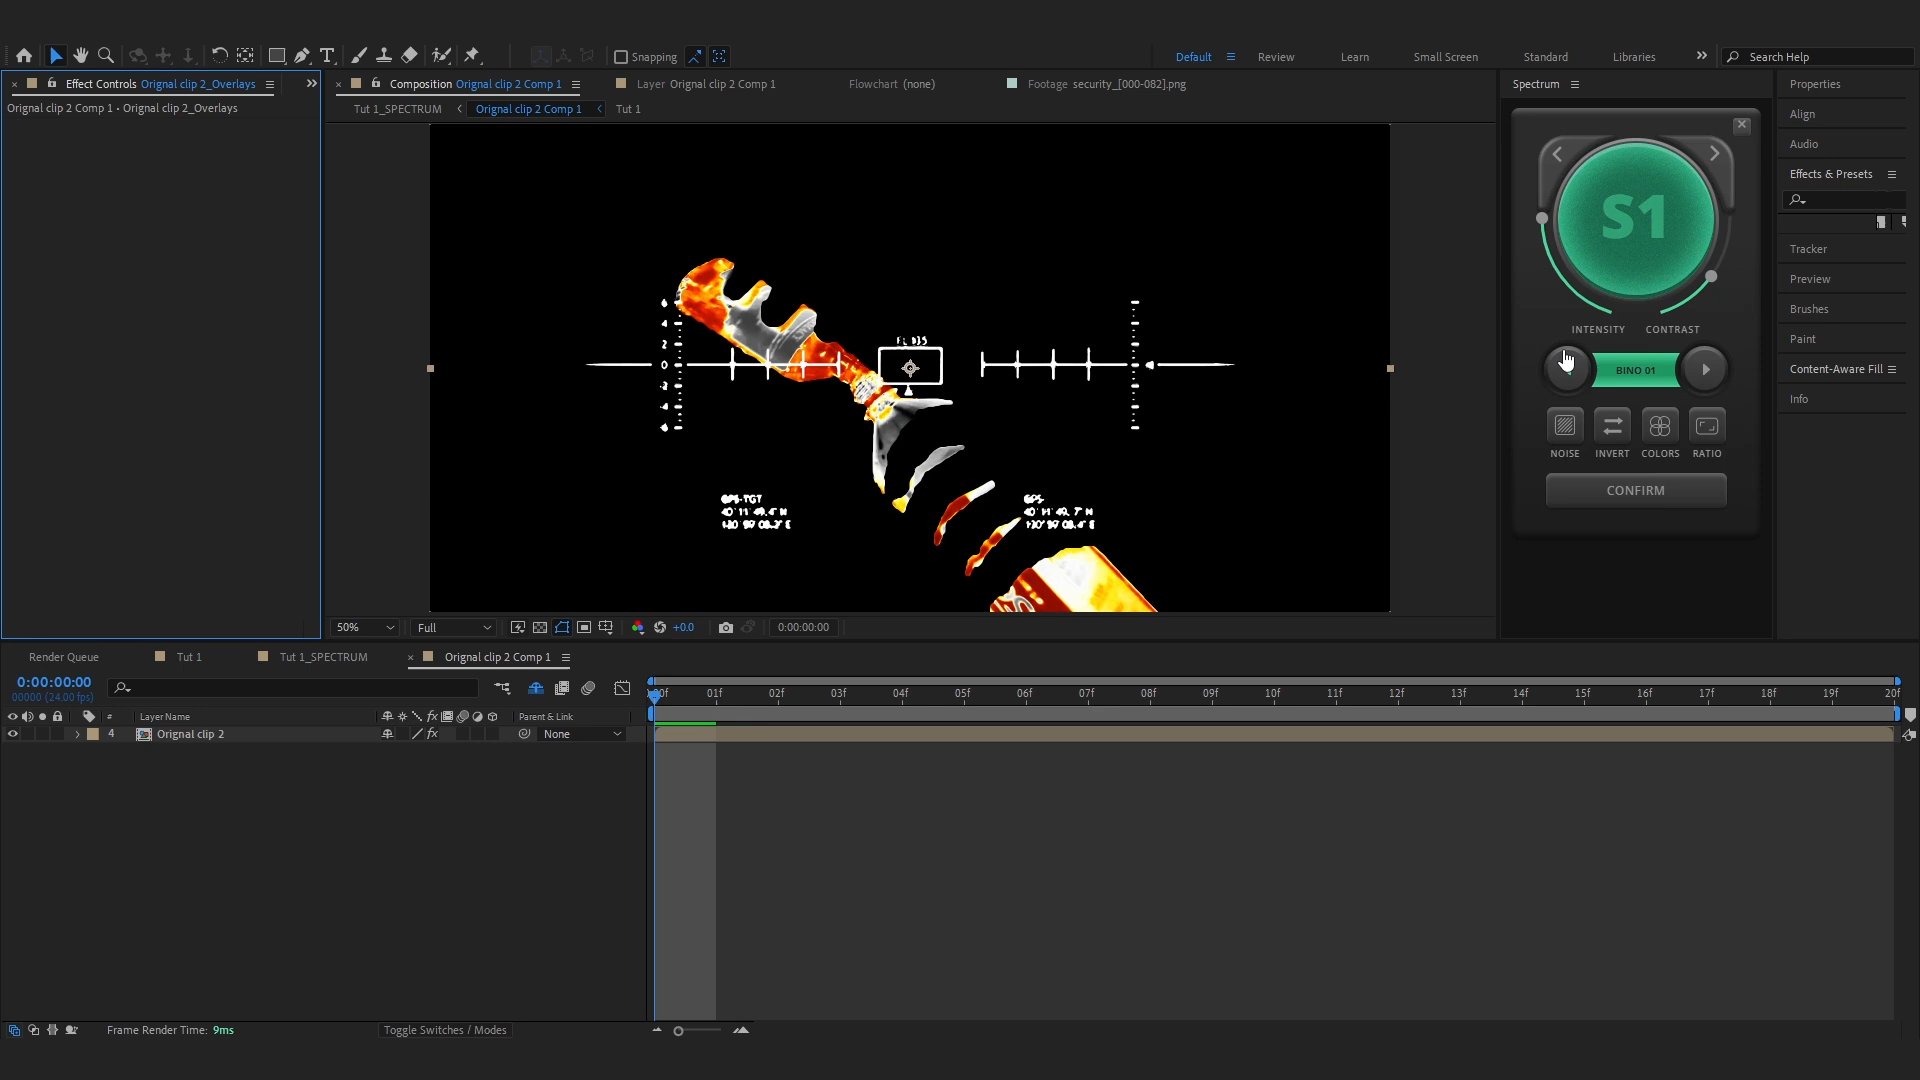 Snapping
Default
Review
Learn
Small Screen
Standard
Libraries
Search Help
Effect Controls Orignal clip 2_Overlays
Composition Orignal clip 2 Comp 1
Layer Orignal clip 2 Comp 1
Flowchart (none)
Footage security_[000-082].png
Spectrum
Properties
Orignal clip 2 Comp 1 • Orignal clip 2_Overlays
Tut 1_SPECTRUM
Orignal clip 2 Comp 1
Tut 1
Align
Audio
Effects & Presets
S1
Tracker
Preview
Brushes
Paint
Content-Aware Fill
Info
INTENSITY CONTRAST
BINO 01
NOISE INVERT COLORS RATIO
CONFIRM
2
0
GPS-TGT
GPS-
50% Full +0.0 0:00:00:00
Render Queue Tut 1 Tut 1_SPECTRUM Orignal clip 2 Comp 1
0:00:00:00
00000 (24.00 fps)
01f 02f 03f 04f 05f 06f 07f 08f 09f 10f 11f 12f 13f 14f 15f 16f 17f 18f 19f 20f
# Layer Name fx Parent & Link
4 Orignal clip 2 fx None
Frame Render Time: 9ms
Toggle Switches / Modes